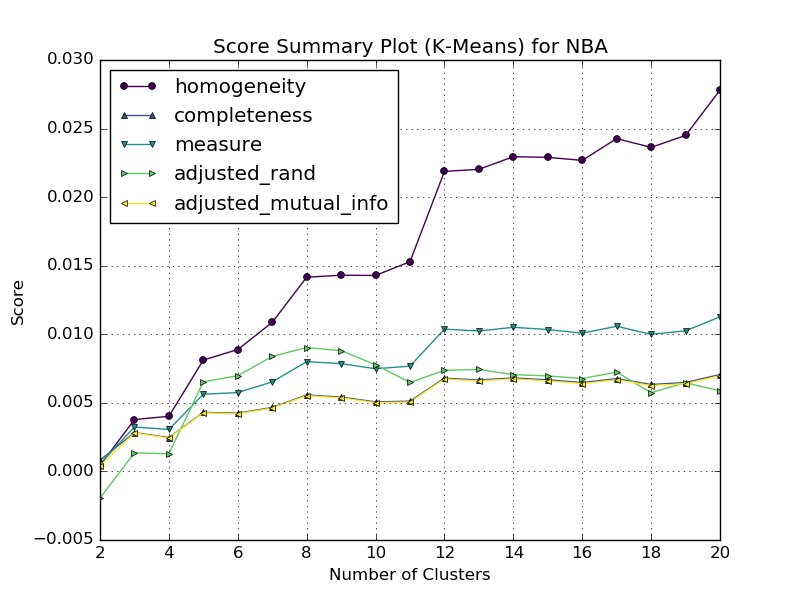 Score Summary Plot (K-Means) for NBA
0.030
0.025
0.020
0.015
0.010
0.005
0.000
−0.005
Score
homogeneity
completeness
measure
adjusted_rand
adjusted_mutual_info
2 4 6 8 10 12 14 16 18 20
Number of Clusters